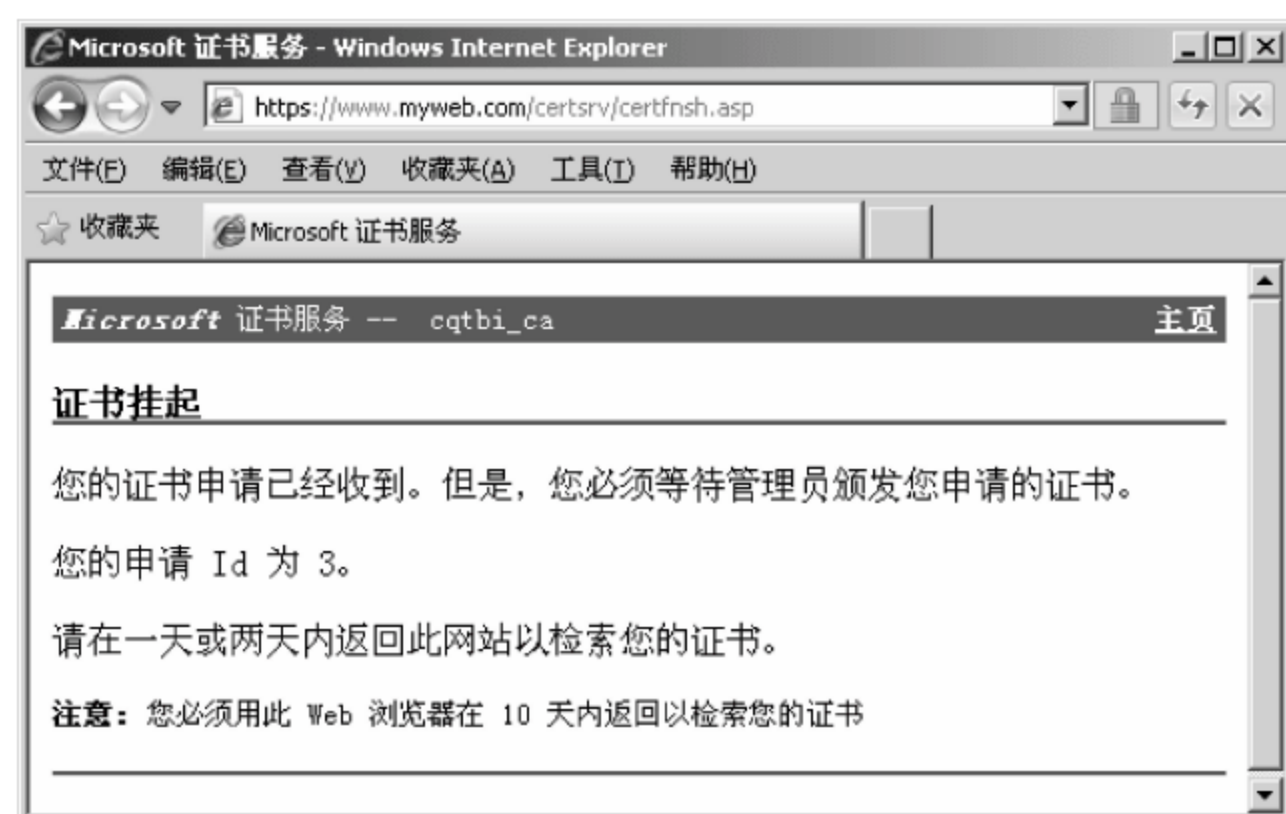 Microsoft 证书服务 - Windows Internet Explorer
https://www.myweb.com/certsrv/certfnsh.asp
文件(F) 编辑(E) 查看(V) 收藏夹(A) 工具(T) 帮助(H)
收藏夹 Microsoft 证书服务
Microsoft 证书服务 -- cqtbi_ca 主页
证书挂起
您的证书申请已经收到。但是，您必须等待管理员颁发您申请的证书。
您的申请 Id 为 3。
请在一天或两天内返回此网站以检索您的证书。
注意：您必须用此 Web 浏览器在 10 天内返回以检索您的证书